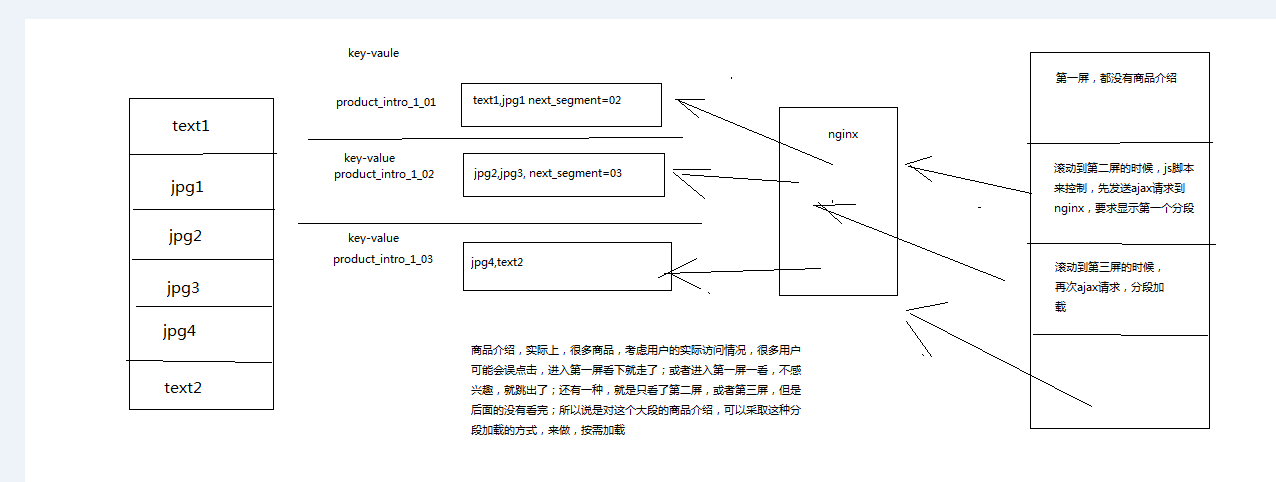 text1
jpg1
jpg2
jpg3
jpg4
text2
key-vaule
product_intro_1_01
text1,jpg1 next_segment=02
key-value
product_intro_1_02
jpg2,jpg3, next_segment=03
key-value
product_intro_1_03
jpg4,text2
商品介绍，实际上，很多商品，考虑用户的实际访问情况，很多用户
可能会误点击，进入第一屏看下就走了；或者进入第一屏一看，不感
兴趣，就跳出了；还有一种，就是只看了第二屏，或者第三屏，但是
后面的没有看完；所以说是对这个大段的商品介绍，可以采取这种分
段加载的方式，来做，按需加载
nginx
第一屏，都没有商品介绍
滚动到第二屏的时候，js脚本
来控制，先发送ajax请求到
nginx，要求显示第一个分段
滚动到第三屏的时候，
再次ajax请求，分段加
载